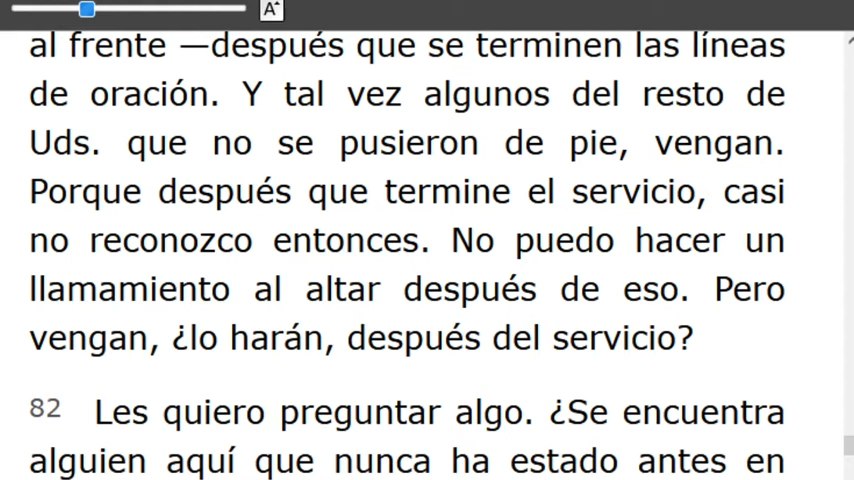 A
al frente —después que se terminen las líneas
de oración. Y tal vez algunos del resto de
Uds. que no se pusieron de pie, vengan.
Porque después que termine el servicio, casi
no reconozco entonces. No puedo hacer un
llamamiento al altar después de eso. Pero
vengan, ¿lo harán, después del servicio?
82 Les quiero preguntar algo. ¿Se encuentra
alguien aquí que nunca ha estado antes en